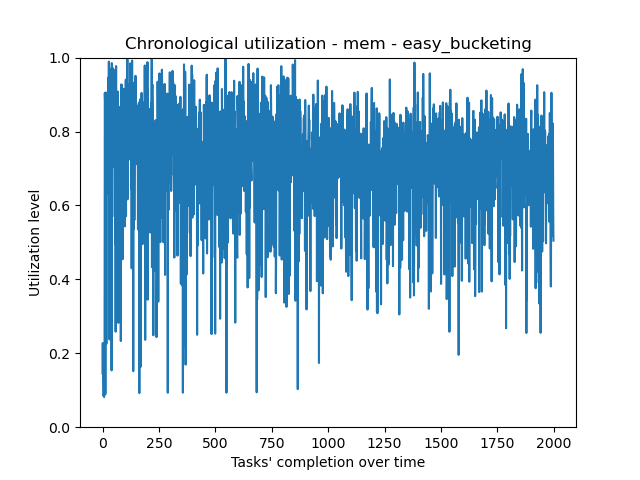 Chronological utilization - mem - easy_bucketing
1.0
0.8
0.6
0.4
0.2
0.0
Utilization level
0 250 500 750 1000 1250 1500 1750 2000
Tasks' completion over time